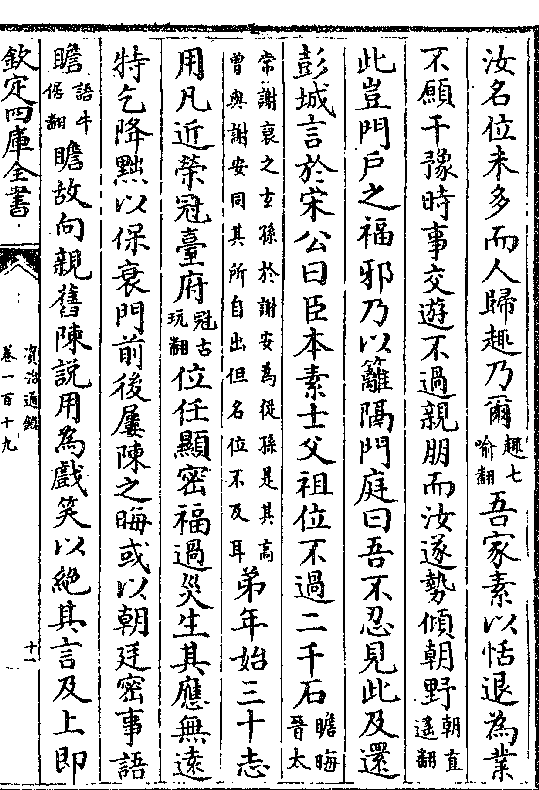 汝名位未多而人歸趣乃爾趣七喻翻吾家素以恬退為業
不願干豫時事交遊不過親朋而汝遂勢傾朝野朝直遥翻
此豈門戶之福邪乃以籬隔門庭曰吾不忍見此及還
彭城言於宋公曰臣本素士父祖位不過二千石瞻晦晉太
常謝裒之玄孫於謝安為從孫是其高曾與謝安同其所自出但名位不及耳弟年始三十志
用凡近榮冠臺府冠古玩翻位任顯密福過災生其應無遠
特乞降黜以保衰門前後屢陳之晦或以朝廷密事語
瞻語牛倨翻瞻故向親舊陳說用為戲笑以絶其言及上即
欽定四庫全書
資治通鑑
卷一百十九
十一